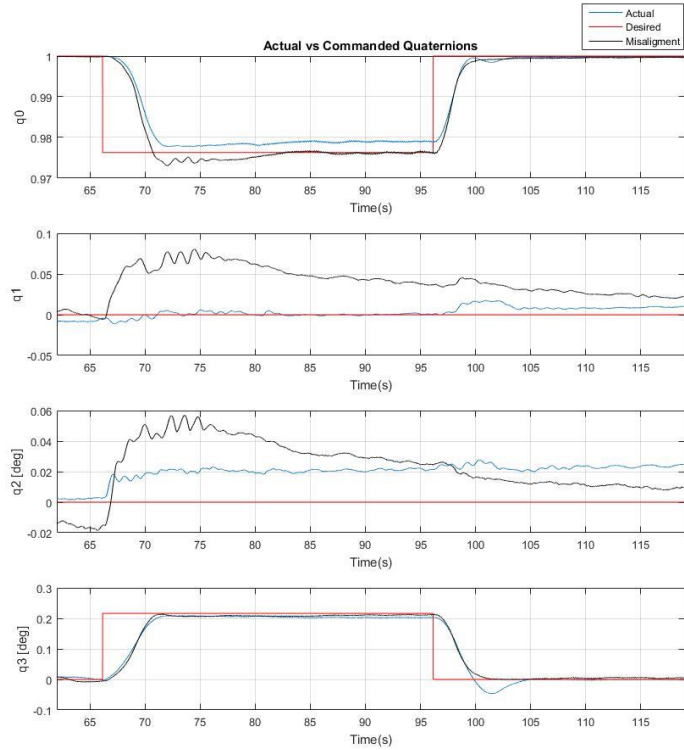 Actual
Desired
Misaligment
Actual vs Commanded Quaternions
1
0.99
0.98
0.97
q0
65 70 75 80 85 90 95 100 105 110 115
Time(s)
0.1
0.05
0
-0.05
q1
65 70 75 80 85 90 95 100 105 110 115
Time(s)
0.06
0.04
0.02
0
-0.02
q2 [deg]
65 70 75 80 85 90 95 100 105 110 115
Time(s)
0.3
0.2
0.1
0
-0.1
q3 [deg]
65 70 75 80 85 90 95 100 105 110 115
Time(s)